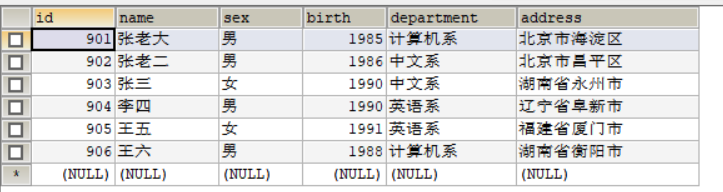 id name sex birth department address
901 张老大 男 1985 计算机系 北京市海淀区
902 张老二 男 1986 中文系 北京市昌平区
903 张三 女 1990 中文系 湖南省永州市
904 李四 男 1990 英语系 辽宁省阜新市
905 王五 女 1991 英语系 福建省厦门市
906 王六 男 1988 计算机系 湖南省衡阳市
* (NULL) (NULL) (NULL) (NULL) (NULL) (NULL)